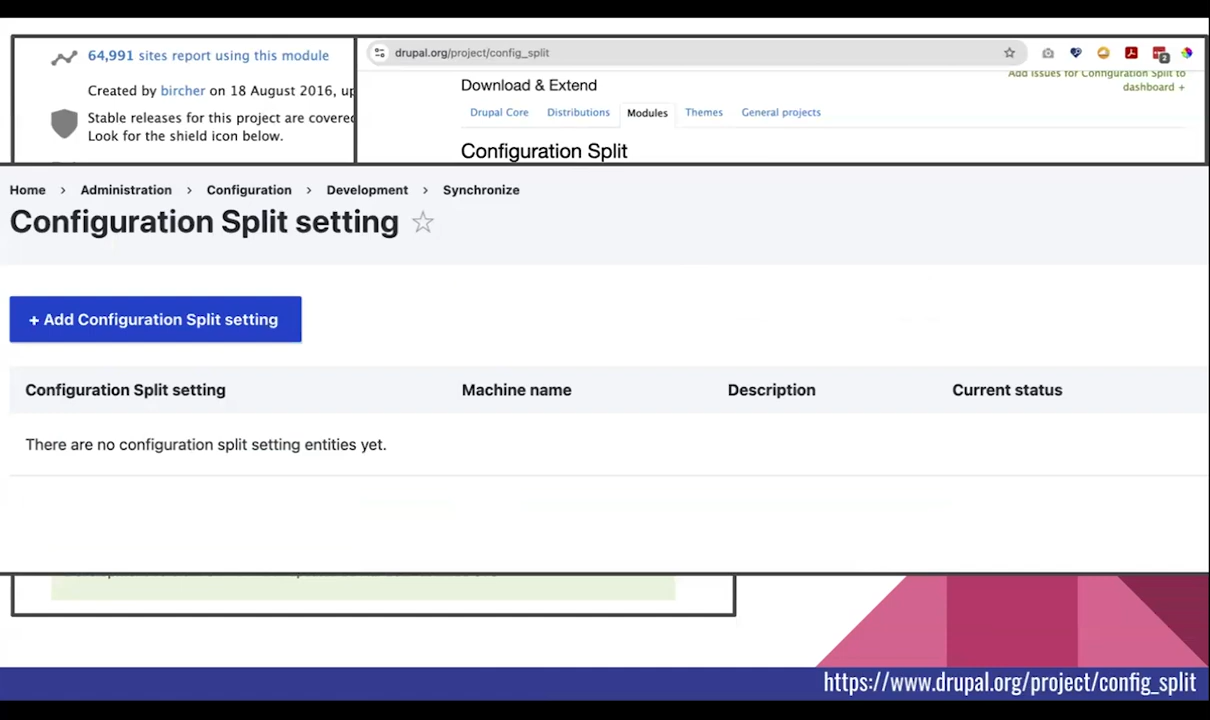 64,991 sites report using this module
Created by bircher on 18 August 2016, up
Stable releases for this project are covere
Look for the shield icon below.
drupal.org/project/config_split
2
Add issues for Configuration Split to
dashboard +
Download & Extend
Drupal Core Distributions Modules Themes General projects
Configuration Split
Home > Administration > Configuration > Development > Synchronize
Configuration Split setting
+ Add Configuration Split setting
Configuration Split setting Machine name Description Current status
There are no configuration split setting entities yet.
https://www.drupal.org/project/config_split